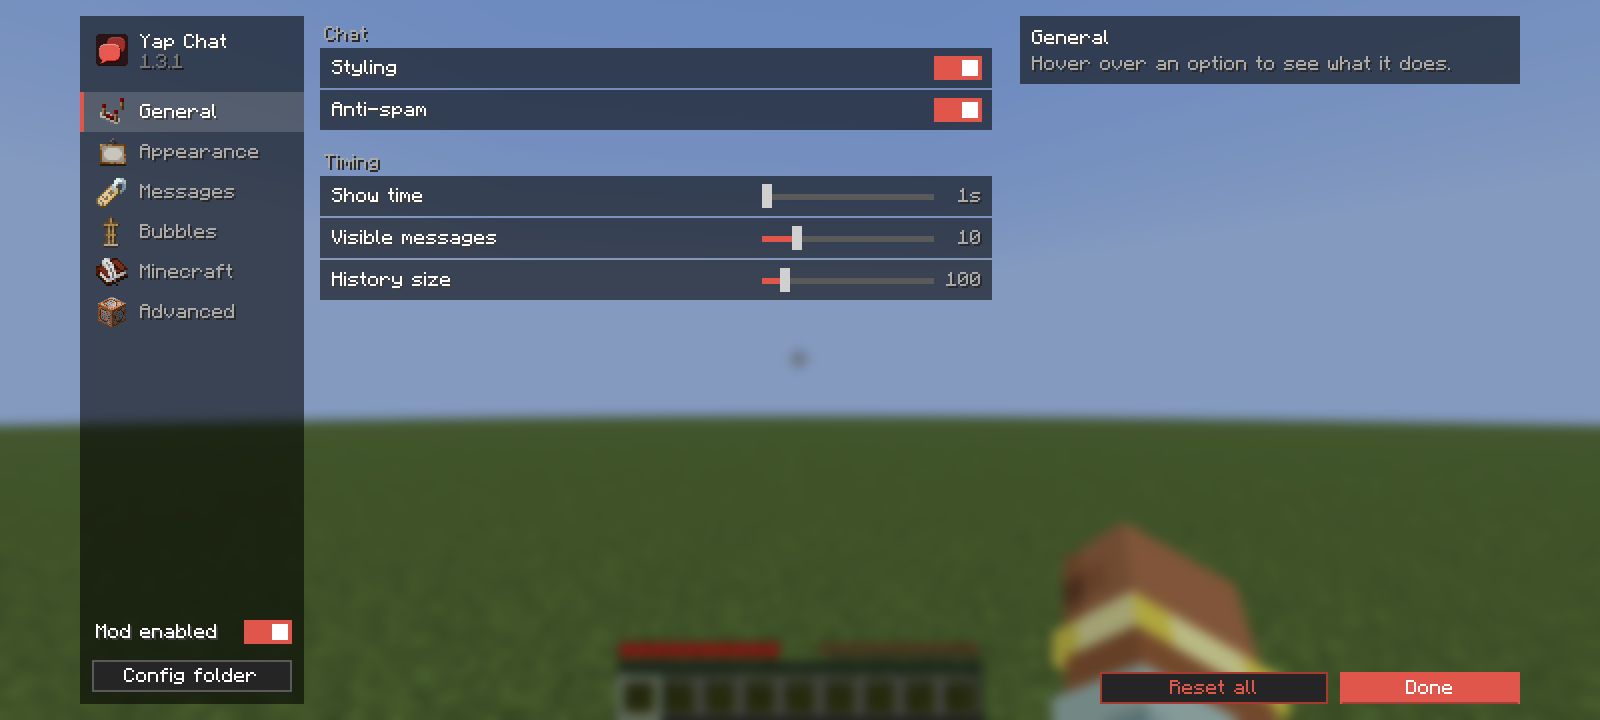 Yap Chat
1.3.1
General
Appearance
Messages
Bubbles
Minecraft
Advanced
Mod enabled
Config folder
Chat
Styling
Anti-spam
Timing
Show time 1s
Visible messages 10
History size 100
General
Hover over an option to see what it does.
Reset all
Done